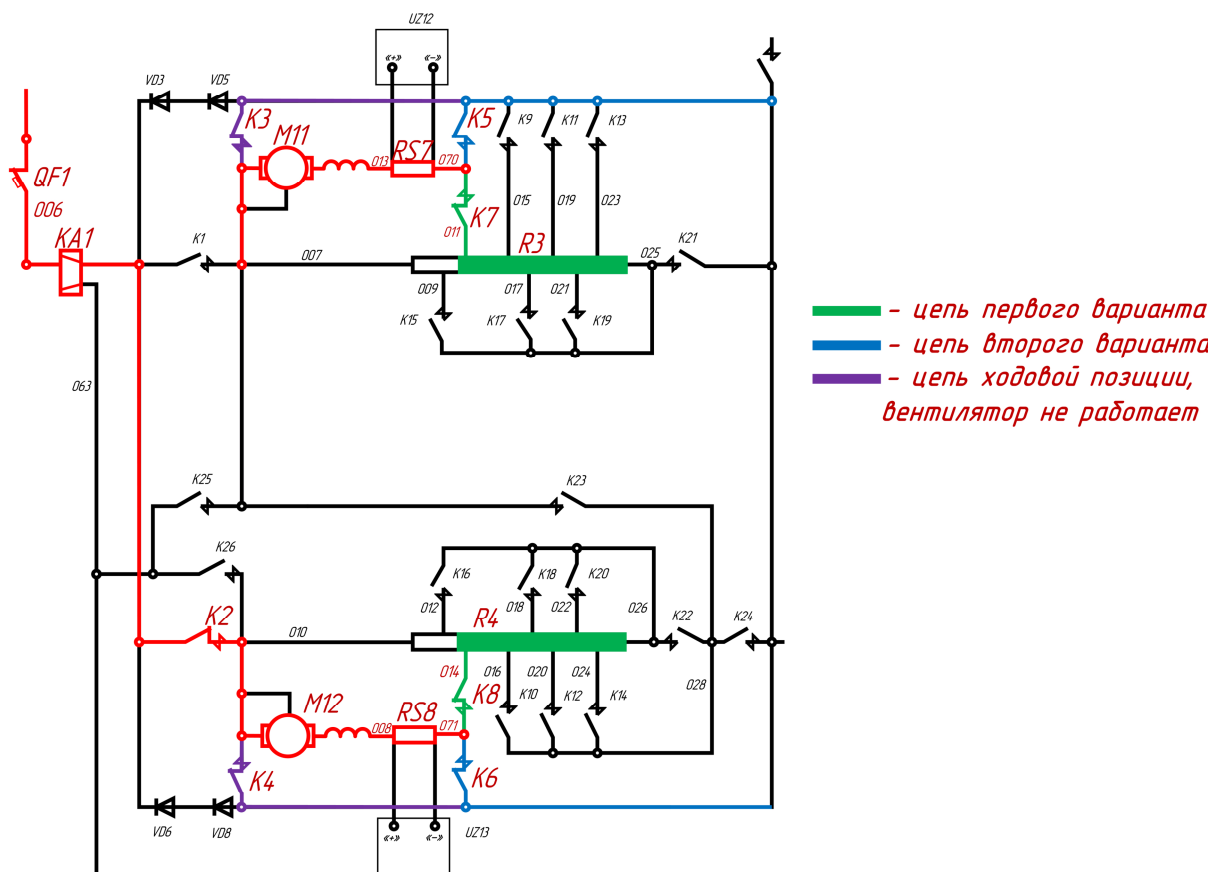 UZ12
«+» «-»
VD3 VD5
K3 M11 013 RS7 070 K5 K9 K11 K13
QF1
006
KA1
K1 007
K7
011 R3
015 019 023
025 K21
009 017 021
K15 K17 K19
063
– цепь первого варианта
– цепь второго варианта
– цепь ходовой позиции,
вентилятор не работает
K25 K23
K26
K16 K18 K20
012 018 022 026
K2 010 R4 K22 K24
014 016 020 024 028
K8 K10 K12 K14
M12 008 RS8 071
K4 K6
VD6 VD8 UZ13
«+» «-»